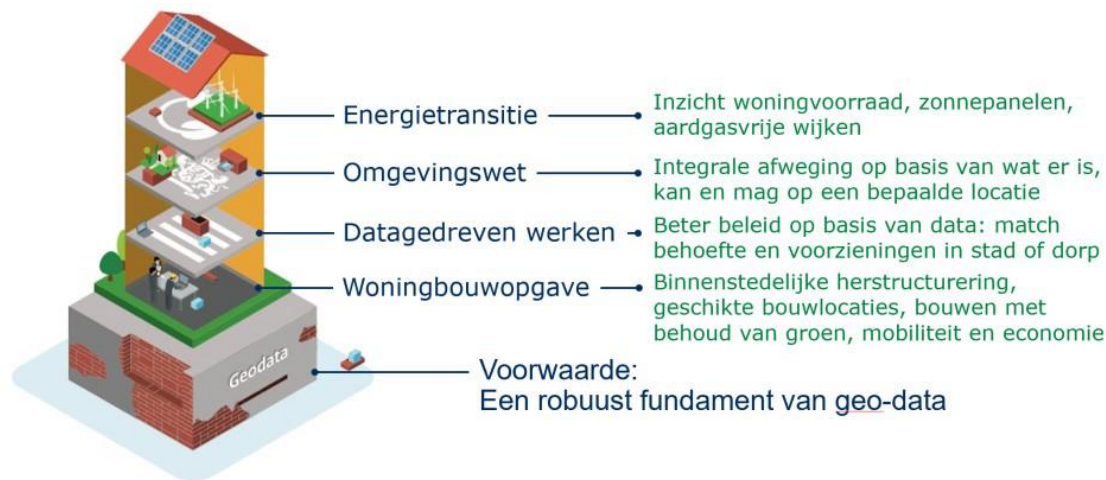 Energietransitie
Inzicht woningvoorraad, zonnepanelen,
aardgasvrije wijken
Omgevingswet
Integrale afweging op basis van wat er is,
kan en mag op een bepaalde locatie
Datagedreven werken
Beter beleid op basis van data: match
behoefte en voorzieningen in stad of dorp
Woningbouwopgave
Binnenstedelijke herstructurering,
geschikte bouwlocaties, bouwen met
behoud van groen, mobiliteit en economie
Geodata
Voorwaarde:
Een robuust fundament van geo-data